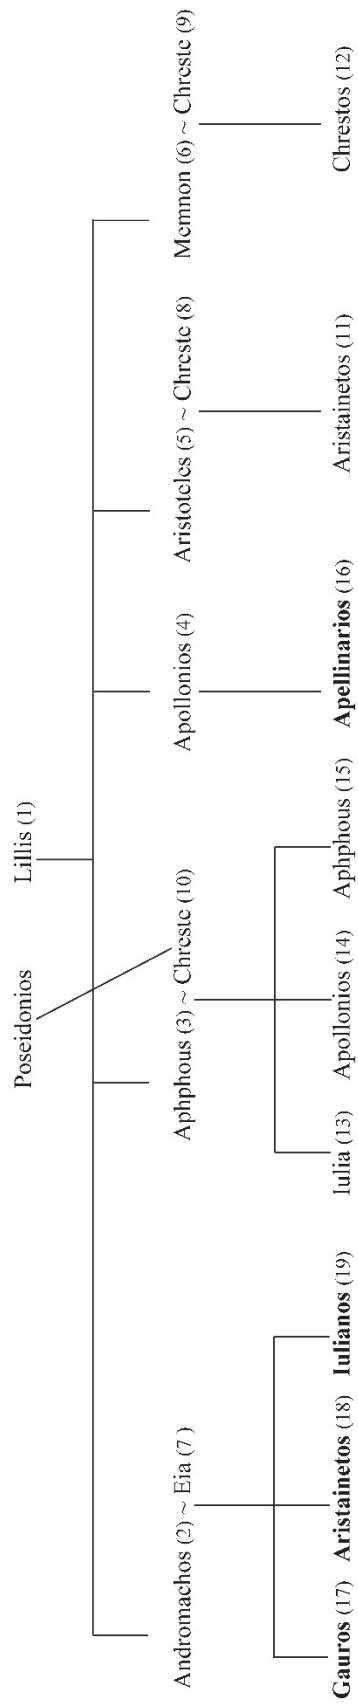 Poseidonios Lillis (1)
Andromachos (2) ~ Eia (7 ) Aphphous (3) ~ Chreste (10) Apollonios (4) Aristoteles (5) ~ Chreste (8) Memnon (6) ~ Chreste (9)
Gauros (17) Aristainetos (18) Iulianos (19) Iulia (13) Apollonios (14) Aphphous (15) Apellinarios (16) Aristainetos (11) Chrestos (12)